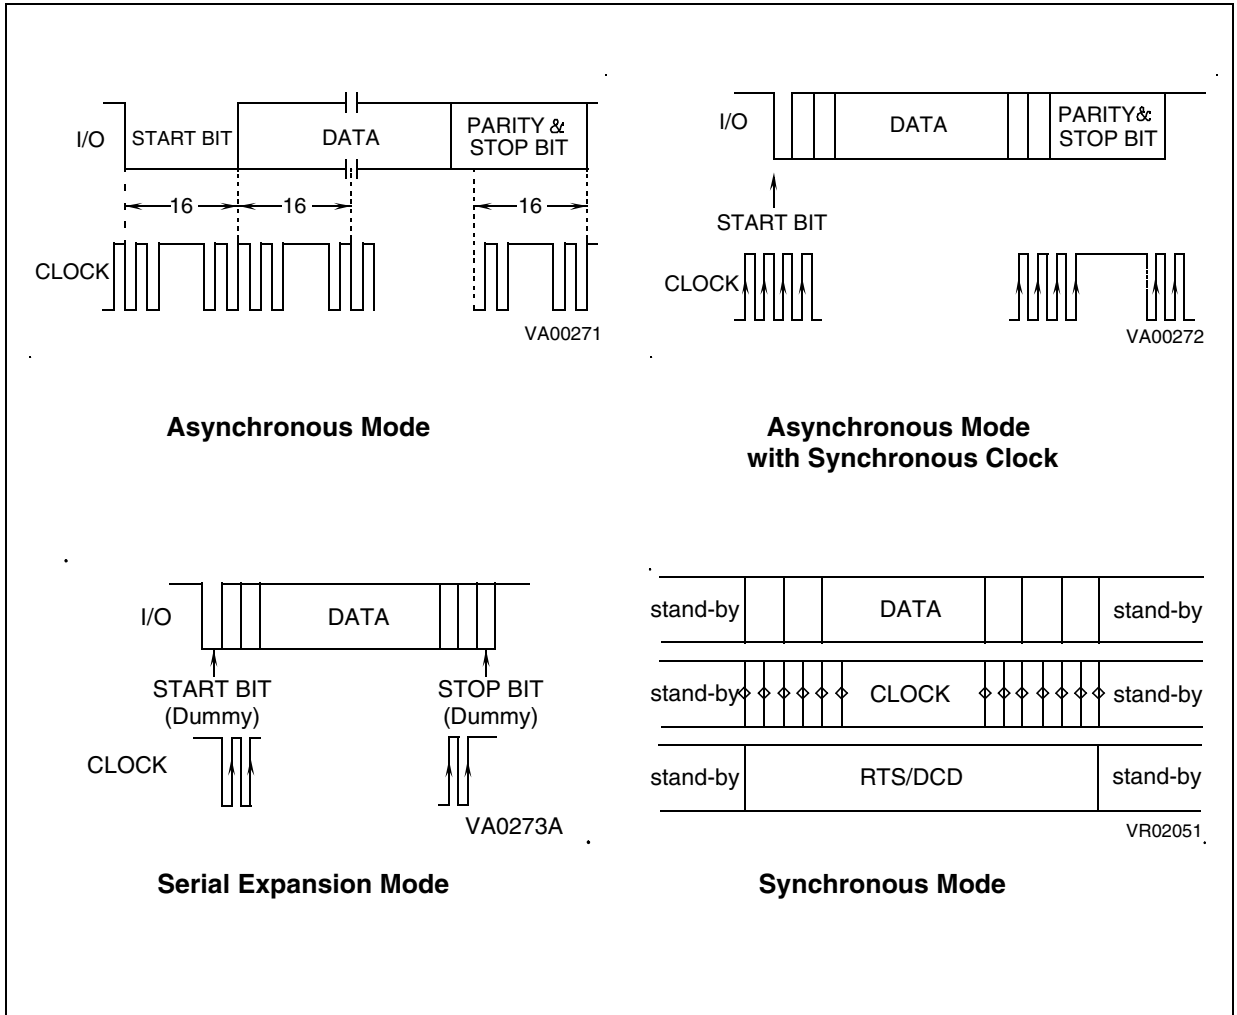 I/O
START BIT
DATA
PARITY &
STOP BIT
16
16
16
CLOCK
VA00271
Asynchronous Mode
I/O
DATA
PARITY&
STOP BIT
START BIT
CLOCK
VA00272
Asynchronous Mode
with Synchronous Clock
I/O
DATA
START BIT
(Dummy)
STOP BIT
(Dummy)
CLOCK
VA0273A
Serial Expansion Mode
stand-by
DATA
stand-by
stand-by
CLOCK
stand-by
stand-by
RTS/DCD
stand-by
VR02051
Synchronous Mode